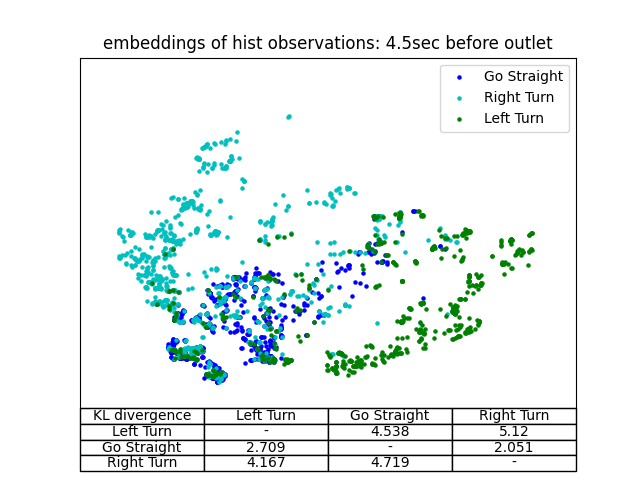 embeddings of hist observations: 4.5sec before outlet
Go Straight
Right Turn
Left Turn
KL divergence Left Turn Go Straight Right Turn
Left Turn - 4.538 5.12
Go Straight 2.709 - 2.051
Right Turn 4.167 4.719 -